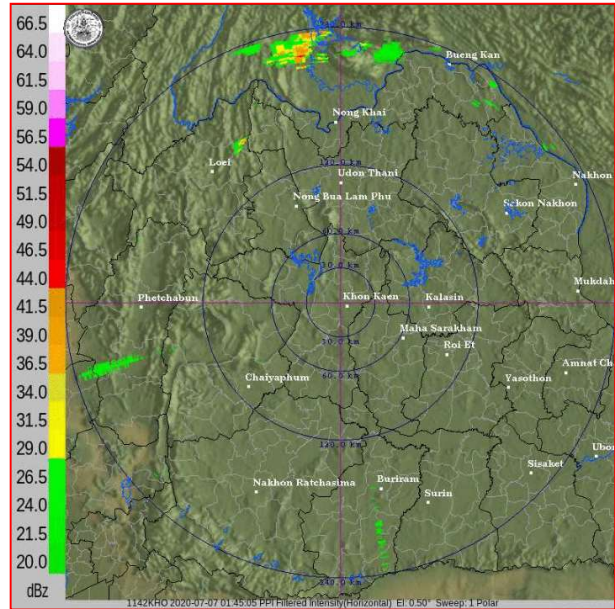 66.5
64.0
61.5
59.0
56.5
54.0
51.5
49.0
46.5
44.0
41.5
39.0
36.5
34.0
31.5
29.0
26.5
24.0
21.5
20.0
dBz
Bueng Kan
Nong Khai
Loei
Udon Thani
Nakhon
Nong Bua Lam Phu
Sakon Nakhon
Mukdah
Phetchabun
Khon Kaen
Kalasin
Maha Sarakham
Roi Et
Amnat Ch
Chaiyaphum
Yasothon
Ubon
Sisaket
Nakhon Ratchasima
Buriram
Surin
1142KHO 2020-07-07 01:45:05 PPI Filtered Intensity(Horizontal) El: 0.50° Sweep: 1 Polar